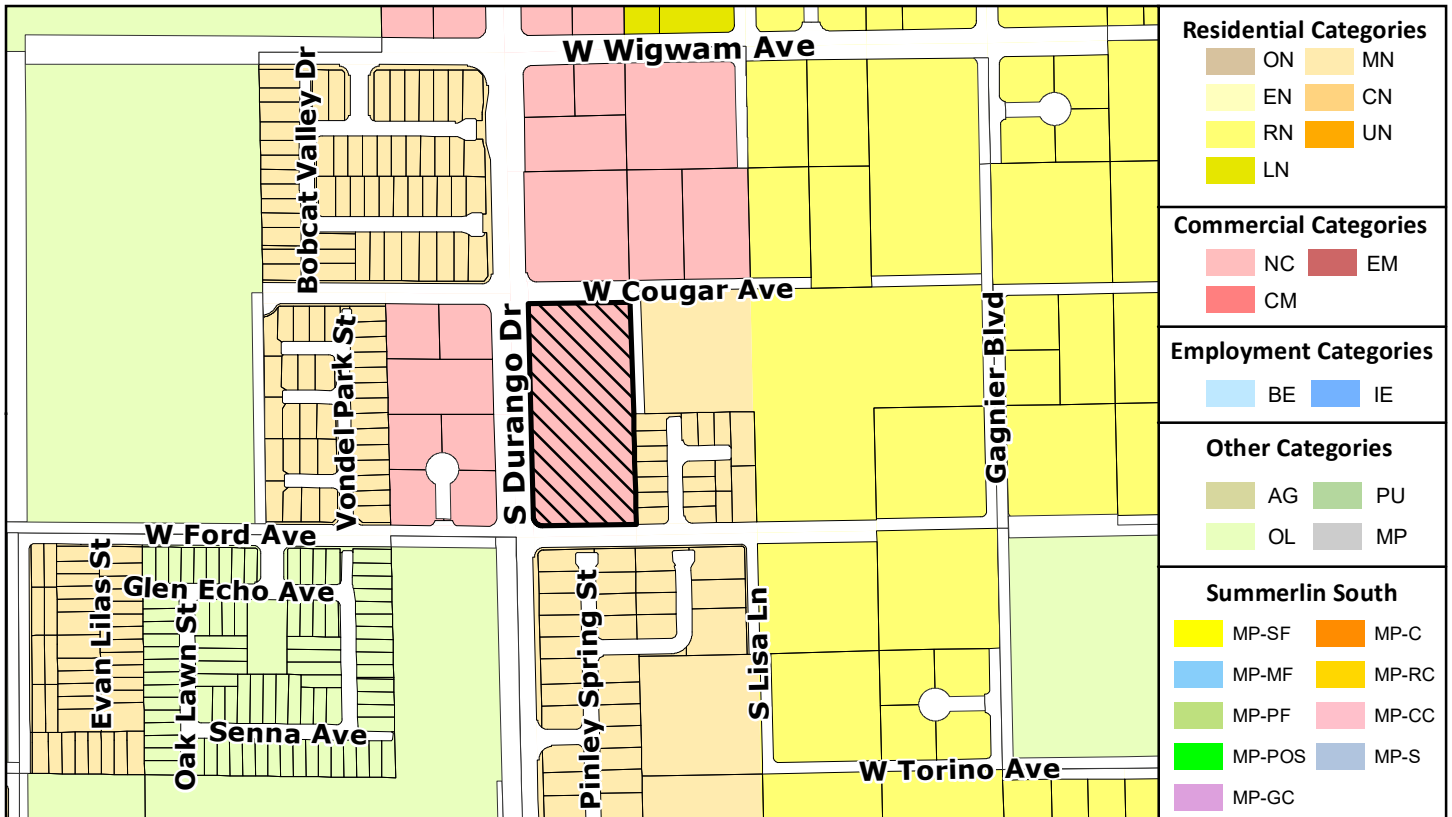 W Wigwam Ave
Bobcat Valley Dr
W Cougar Ave
S Durango Dr
Vondel Park St
Gagnier Blvd
W Ford Ave
Glen Echo Ave
Evan Lilas St
Oak Lawn St
Senna Ave
Pinley Spring St
S Lisa Ln
W Torino Ave
Residential Categories
ON MN
EN CN
RN UN
LN
Commercial Categories
NC EM
CM
Employment Categories
BE IE
Other Categories
AG PU
OL MP
Summerlin South
MP-SF MP-C
MP-MF MP-RC
MP-PF MP-CC
MP-POS MP-S
MP-GC